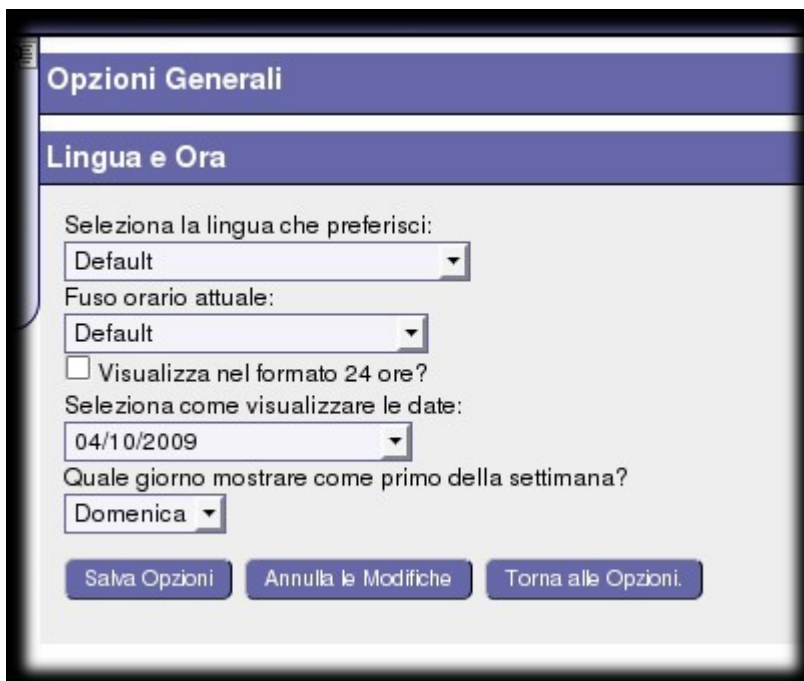 Opzioni Generali
Lingua e Ora
Seleziona la lingua che preferisci:
Default
Fuso orario attuale:
Default
Visualizza nel formato 24 ore?
Seleziona come visualizzare le date:
04/10/2009
Quale giorno mostrare come primo della settimana?
Domenica
Salva Opzioni Annulla le Modifiche Torna alle Opzioni.